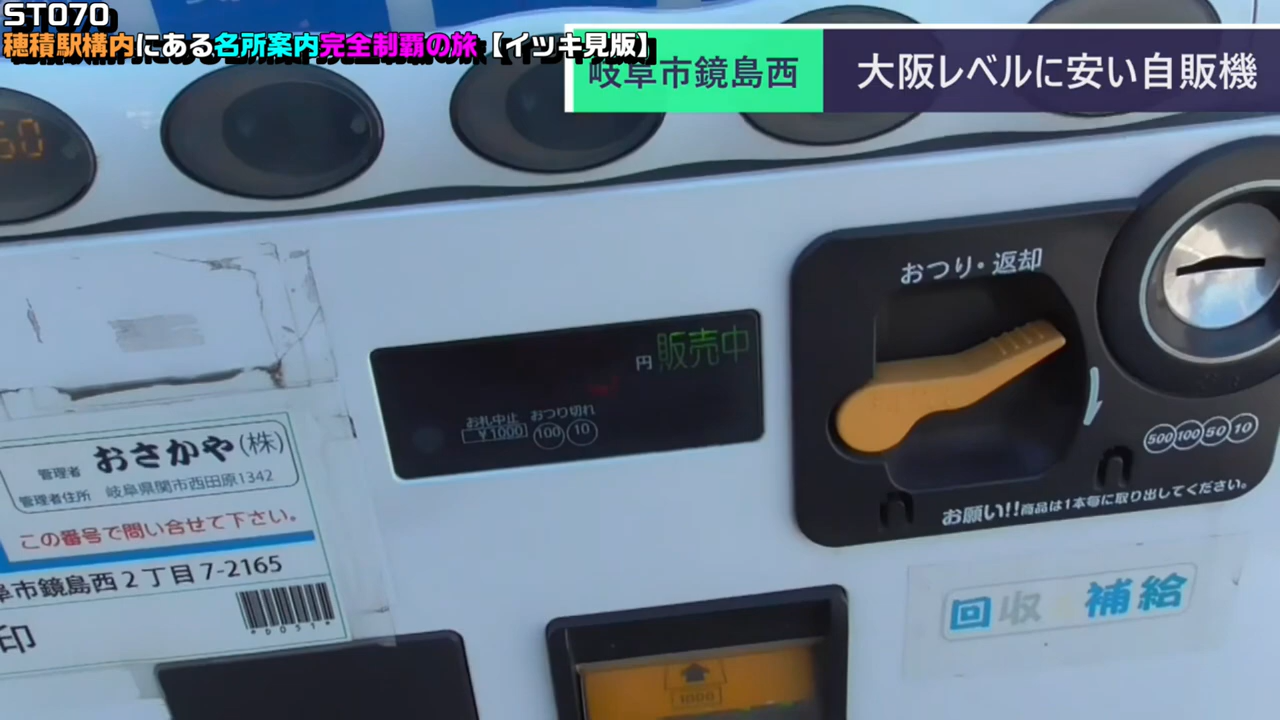 ST070
穂積駅構内にある名所案内完全制覇の旅【イツキ見版】
岐阜市鏡島西
大阪レベルに安い自販機
60
おつり・返却
円 販売中
お札中止 おつり切れ
¥1000 100 10
500 100 50 10
お願い!!商品は1本毎に取り出してください。
管理者 おさかや(株)
管理者住所 岐阜県関市西田原1342
この番号で問い合せて下さい。
阜市鏡島西2丁目7-2165
印
回収 補給
1000